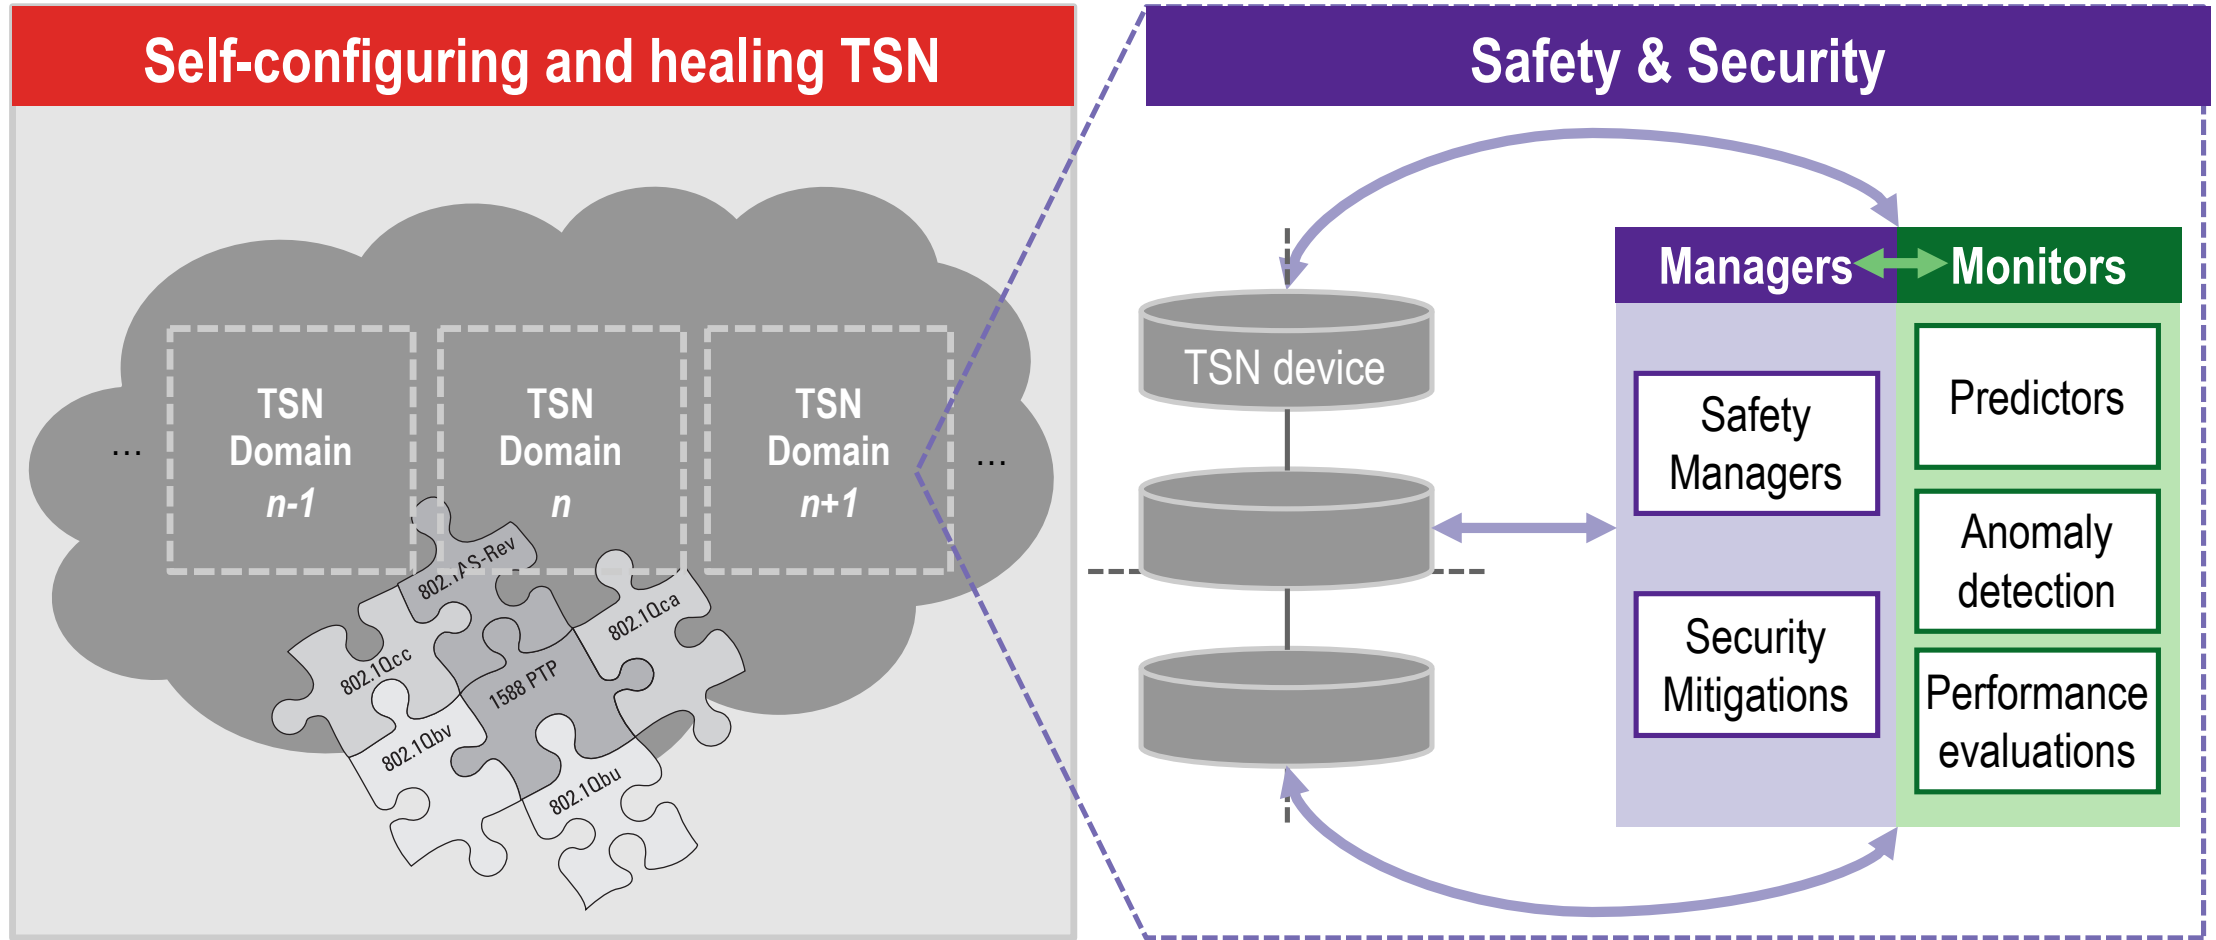 Self-configuring and healing TSN
...
TSN
Domain
n-1
TSN
Domain
n
TSN
Domain
n+1
...
802.1AS-Rev
802.1Qcc
802.1Qca
1588 PTP
802.1Qbv
802.1Qbu
Safety & Security
TSN device
Managers
Monitors
Safety
Managers
Security
Mitigations
Predictors
Anomaly
detection
Performance
evaluations